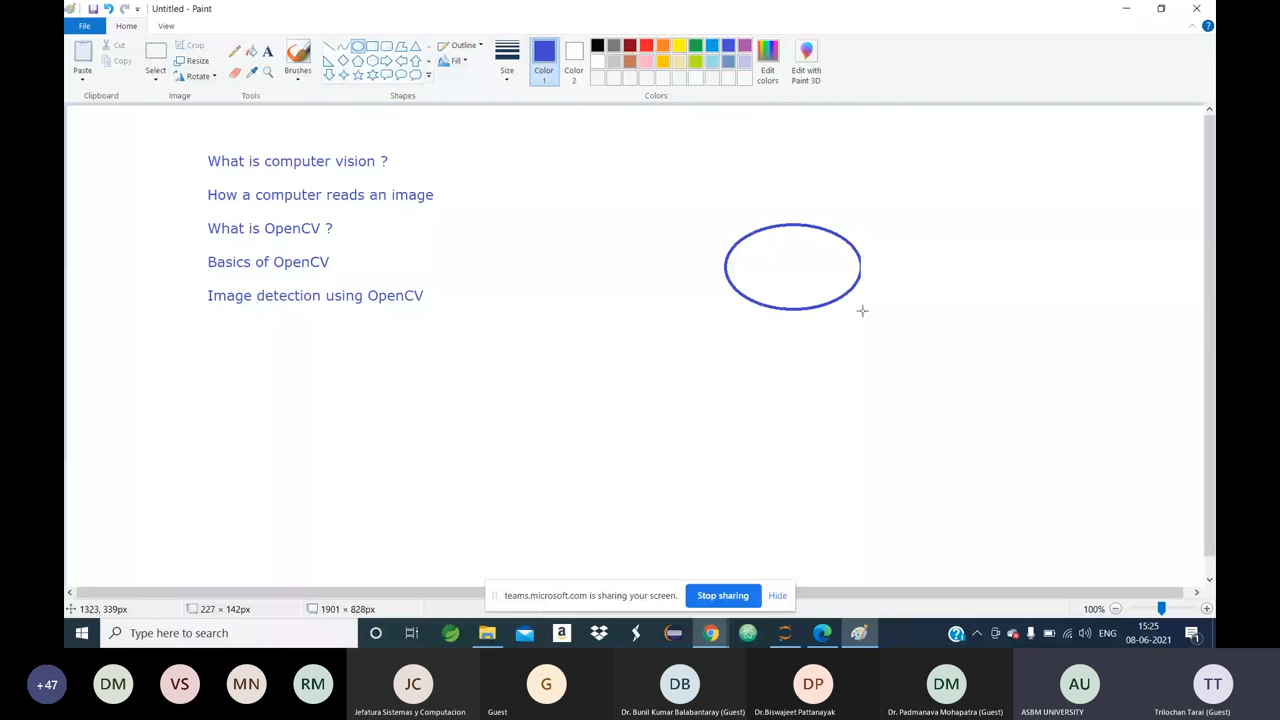 Untitled - Paint
File
Home
View
Paste
Cut
Copy
Clipboard
Select
Crop
Resize
Rotate
Image
A
Tools
Brushes
Shapes
Outline
Fill
Size
Color 1
Color 2
Edit colors
Edit with Paint 3D
Colors
What is computer vision ?
How a computer reads an image
What is OpenCV ?
Basics of OpenCV
Image detection using OpenCV
teams.microsoft.com is sharing your screen.
Stop sharing
Hide
1323, 339px
227 × 142px
1901 × 828px
100%
Type here to search
a
ENG
15:25
08-06-2021
1
+47
DM
VS
MN
RM
JC
Jefatura Sistemas y Computacion
G
Guest
DB
Dr. Bunil Kumar Balabantaray (Guest)
DP
Dr.Biswajeet Pattanayak
DM
Dr. Padmanava Mohapatra (Guest)
AU
ASBM UNIVERSITY
TT
Trilochan Tarai (Guest)